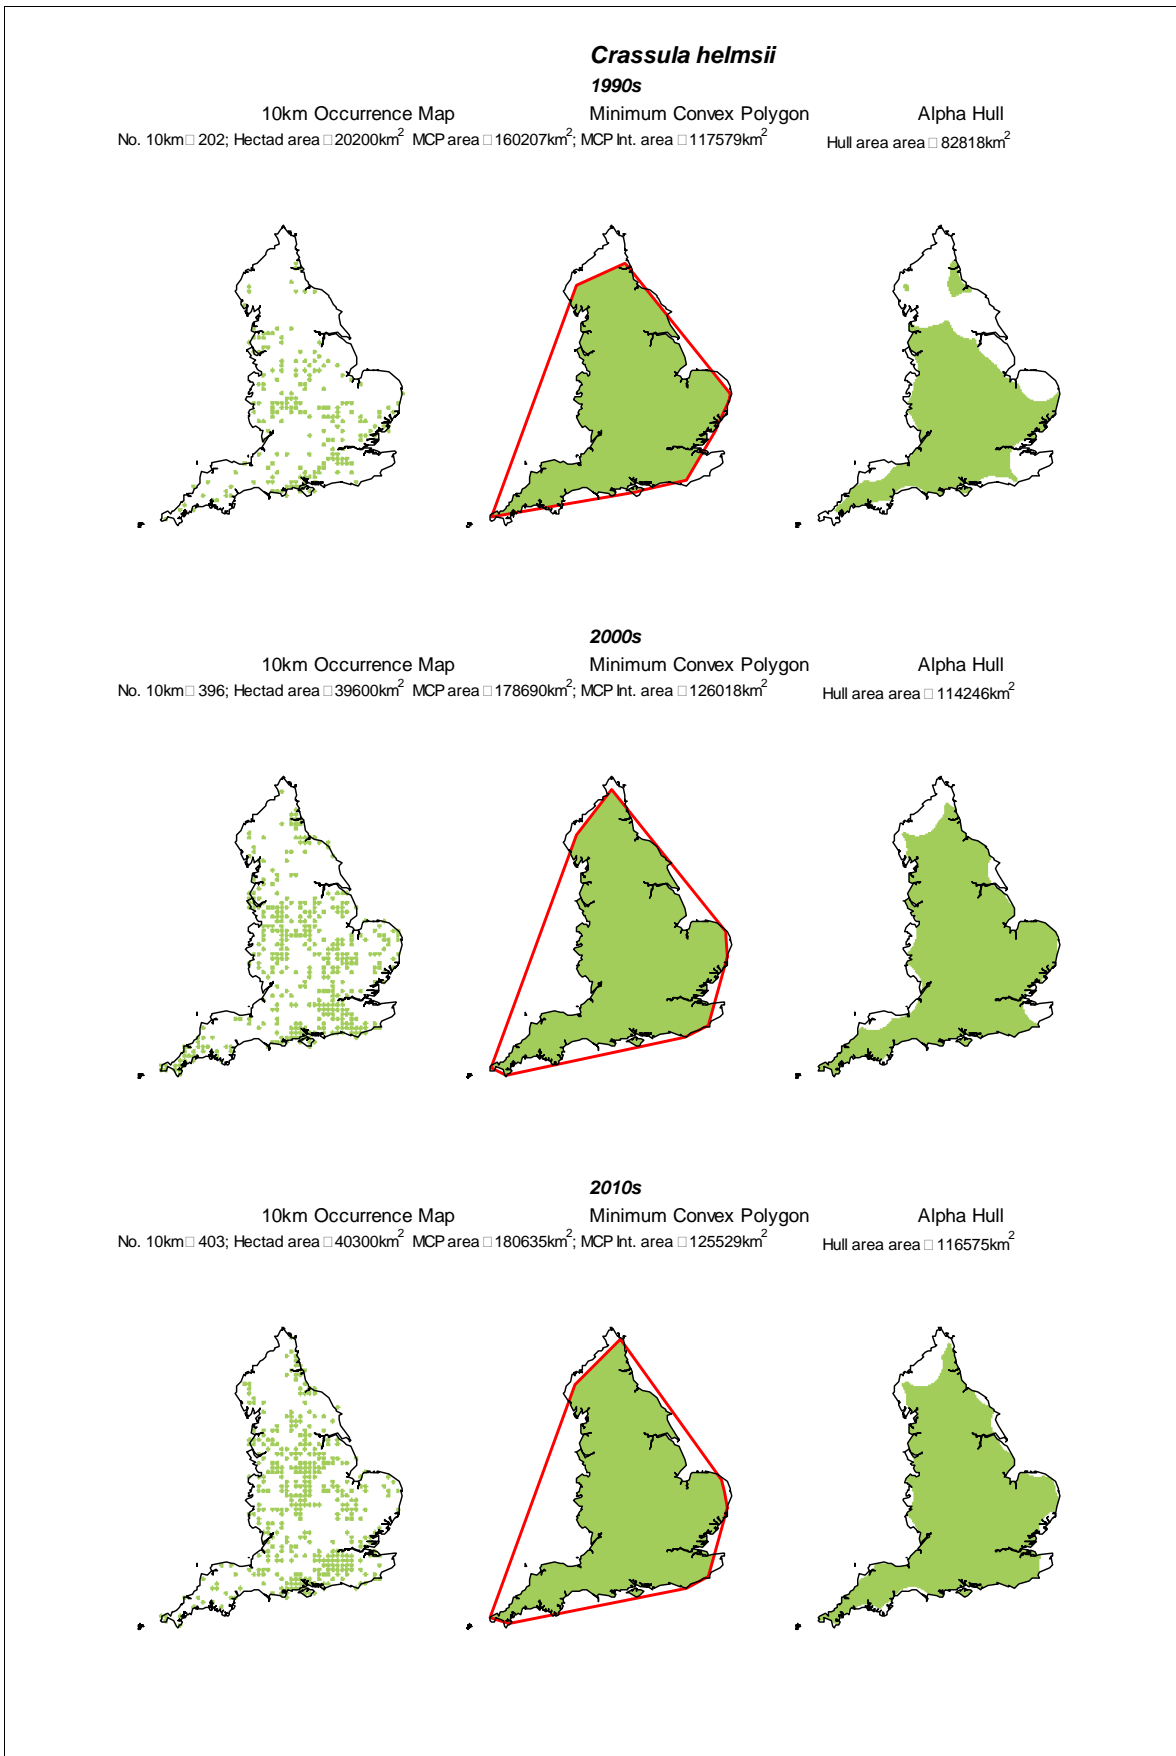 Crassula helmsii
1990s
10km Occurrence Map Minimum Convex Polygon Alpha Hull
No. 10km□202; Hectad area □20200km² MCP area □160207km²; MCP Int. area □117579km² Hull area area □82818km²
2000s
10km Occurrence Map Minimum Convex Polygon Alpha Hull
No. 10km□396; Hectad area □39600km² MCP area □178690km²; MCP Int. area □126018km² Hull area area □114246km²
2010s
10km Occurrence Map Minimum Convex Polygon Alpha Hull
No. 10km□403; Hectad area □40300km² MCP area □180635km²; MCP Int. area □125529km² Hull area area □116575km²